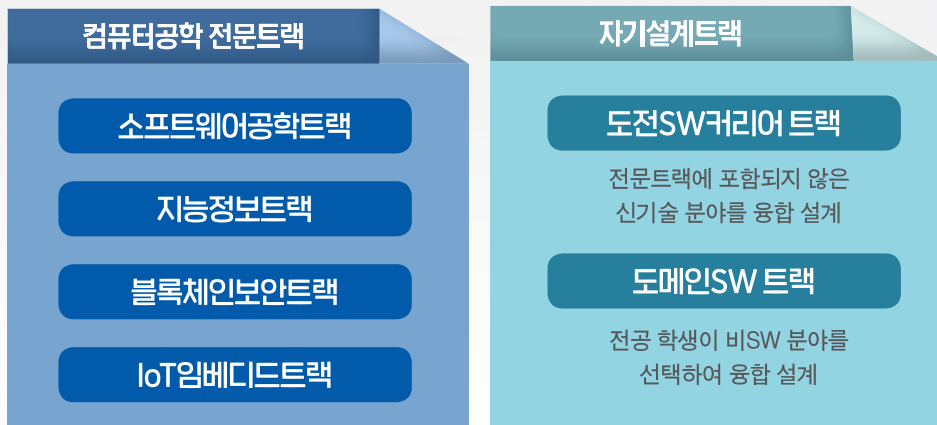 컴퓨터공학 전문트랙
소프트웨어공학트랙
지능정보트랙
블록체인보안트랙
IoT임베디드트랙
자기설계트랙
도전SW커리어 트랙
전문트랙에 포함되지 않은
신기술 분야를 융합 설계
도메인SW 트랙
전공 학생이 비SW 분야를
선택하여 융합 설계